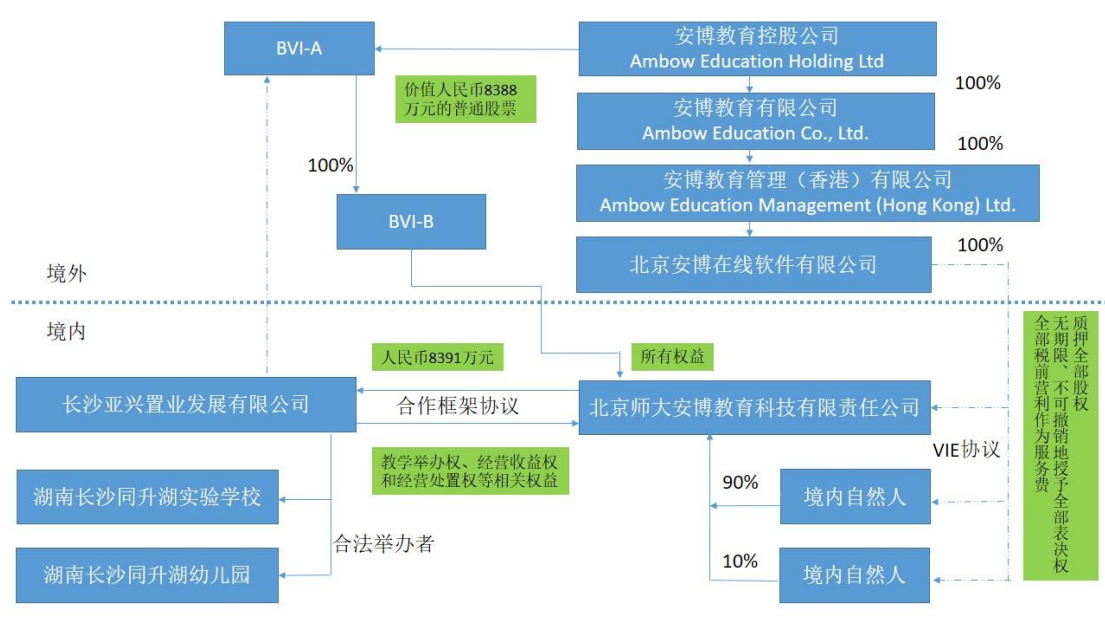 BVI-A
安博教育控股公司
Ambow Education Holding Ltd
价值人民币8388
万元的普通股票
100%
安博教育有限公司
Ambow Education Co., Ltd.
100%
100%
安博教育管理（香港）有限公司
Ambow Education Management (Hong Kong) Ltd.
BVI-B
100%
北京安博在线软件有限公司
境外
境内
人民币8391万元
所有权益
长沙亚兴置业发展有限公司
合作框架协议
北京师大安博教育科技有限责任公司
教学举办权、经营收益权
和经营处置权等相关权益
VIE协议
质押全部股权
无期限、不可撤销地授予全部表决权
全部税前营利作为服务费
湖南长沙同升湖实验学校
90%
境内自然人
合法举办者
湖南长沙同升湖幼儿园
10%
境内自然人